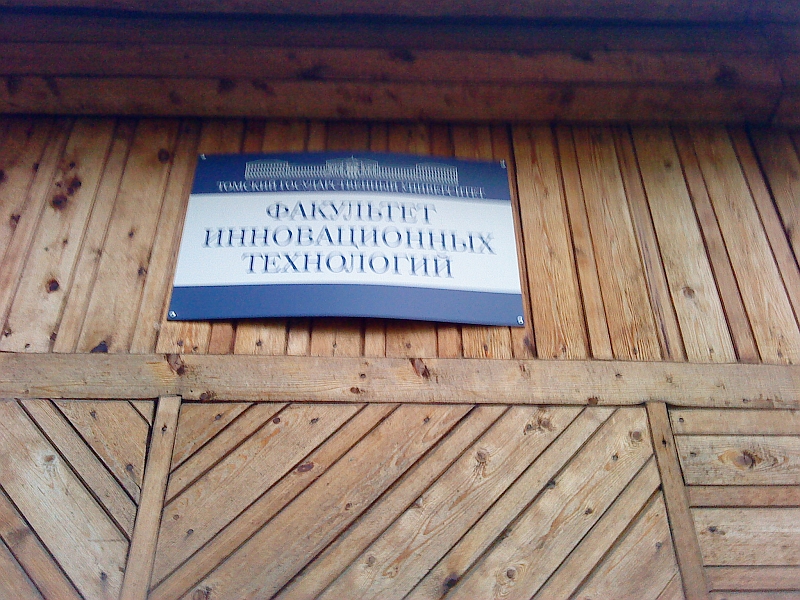 ТОМСКИЙ ГОСУДАРСТВЕННЫЙ УНИВЕРСИТЕТ
ФАКУЛЬТЕТ
ИННОВАЦИОННЫХ
ТЕХНОЛОГИЙ